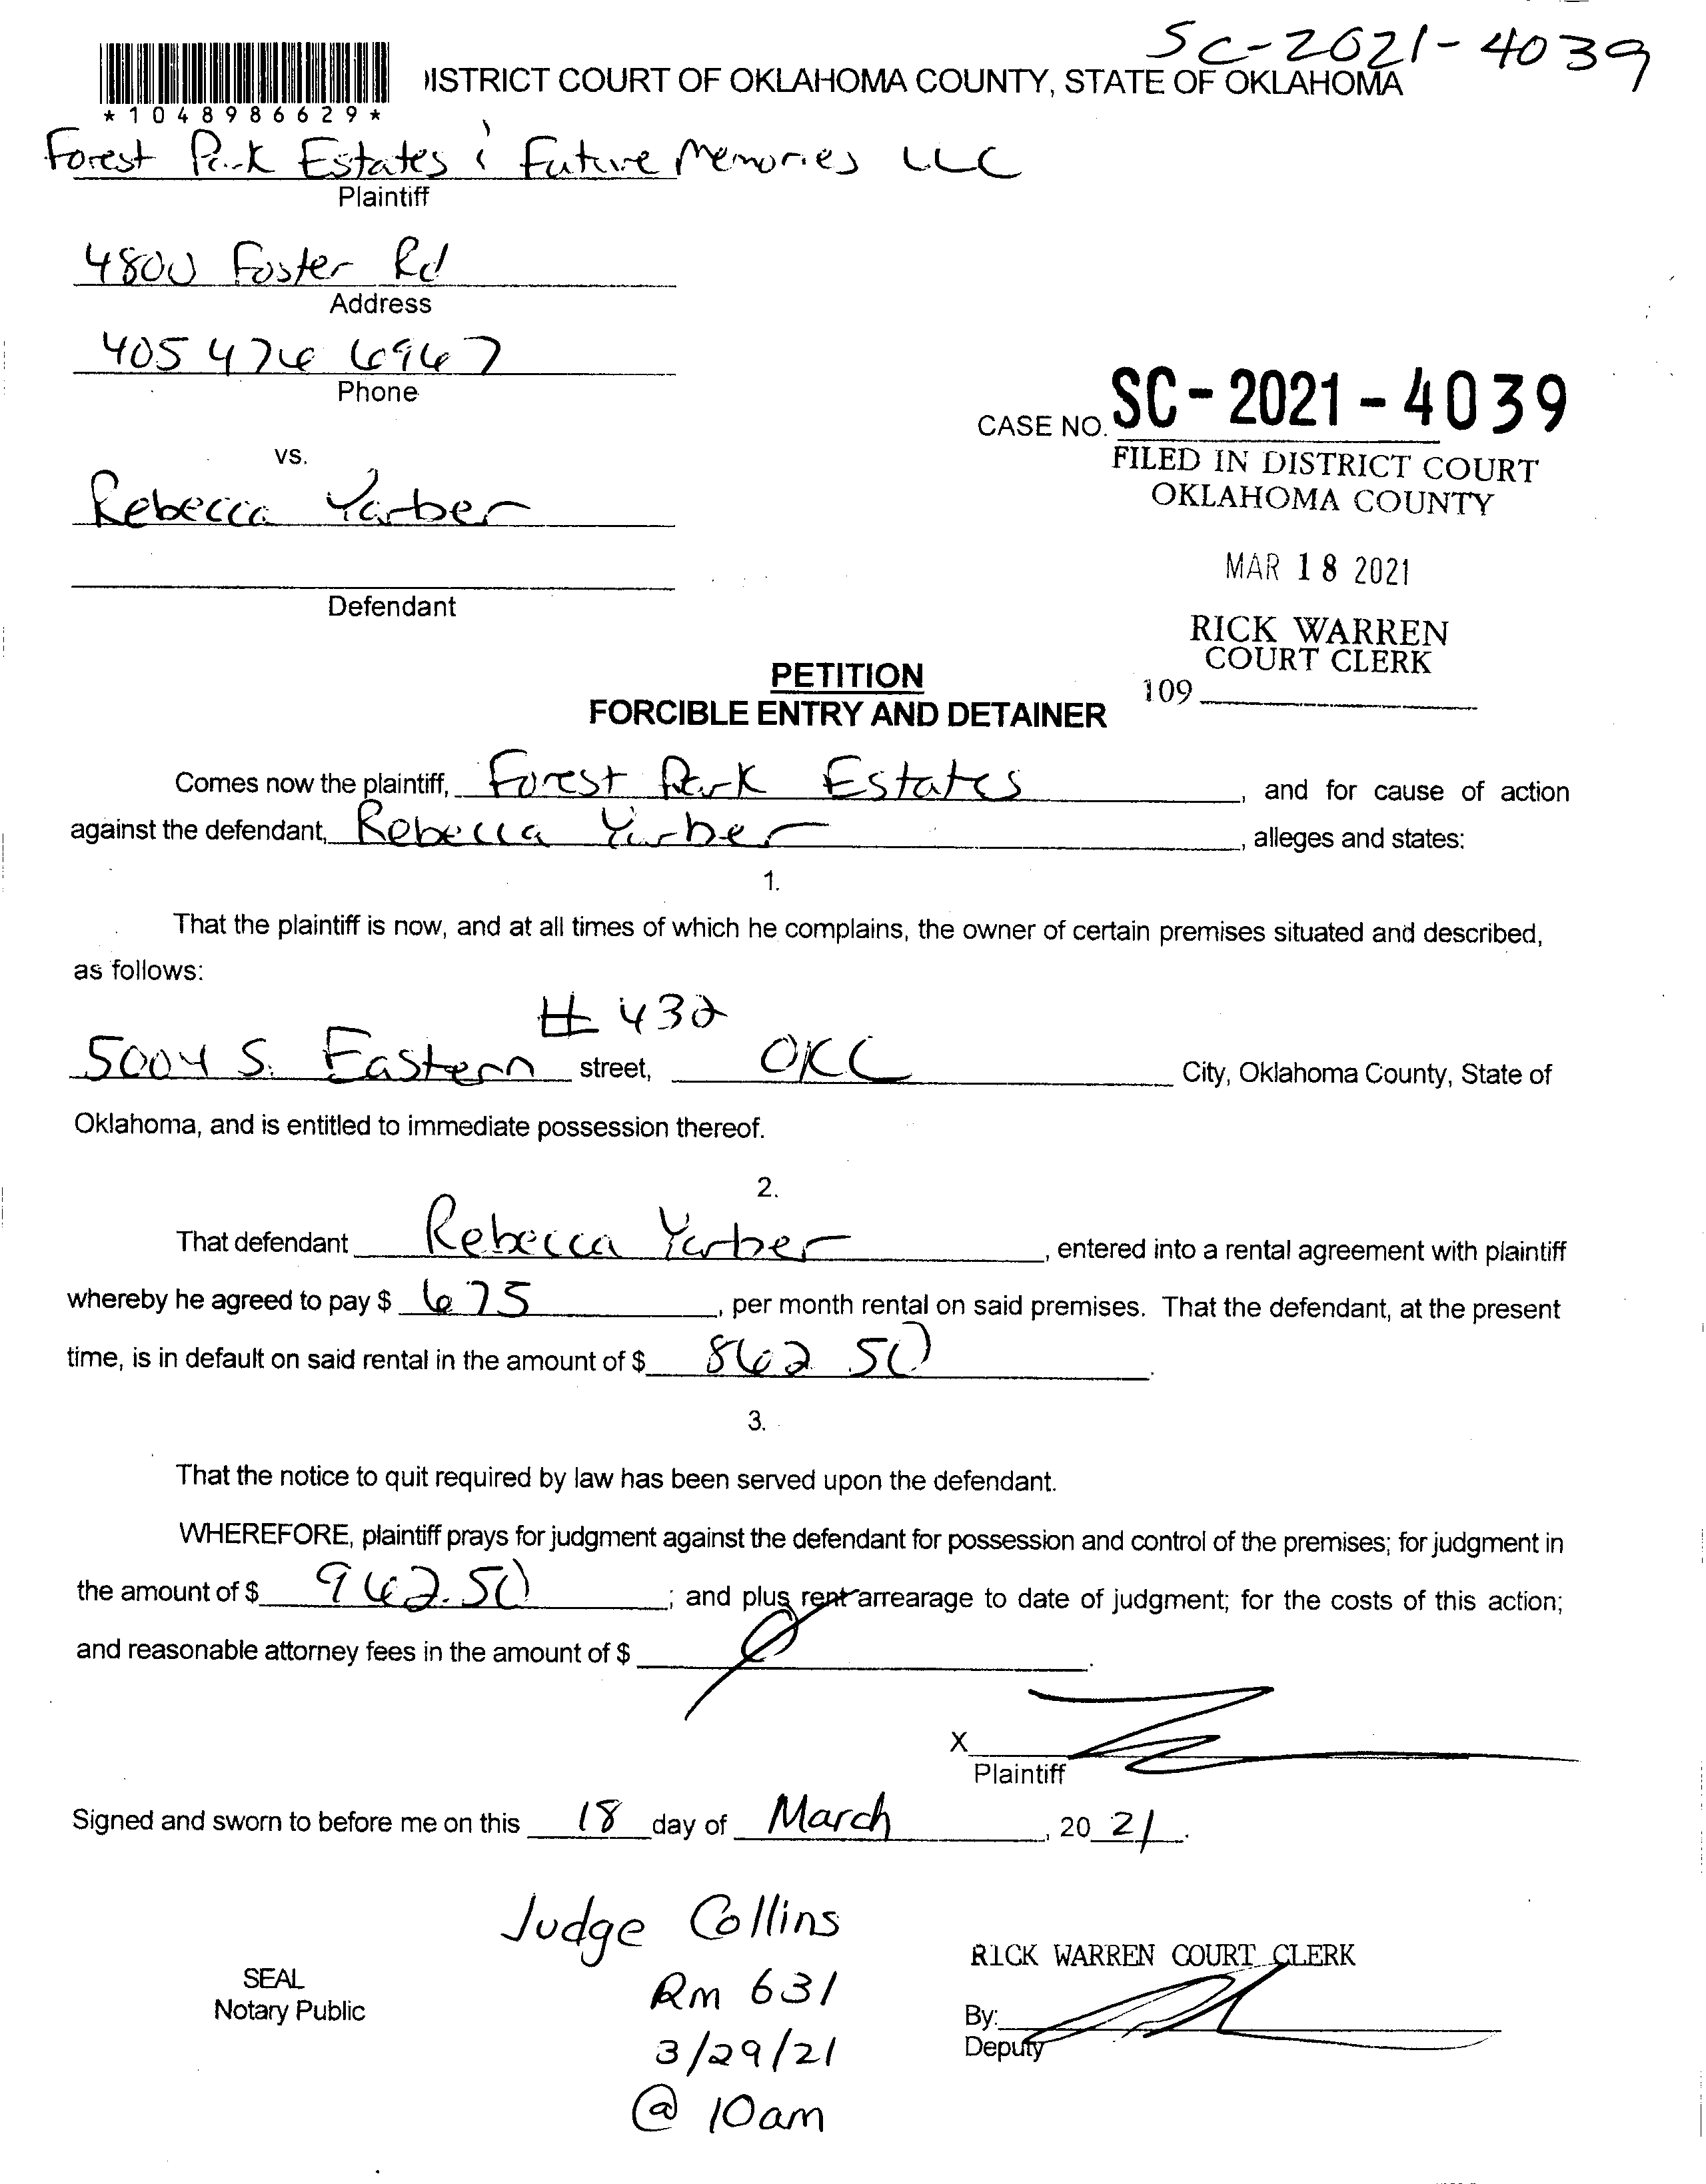 SC-2021-4039
*1048986629*
ISTRICT COURT OF OKLAHOMA COUNTY, STATE OF OKLAHOMA
Forest Park Estates & Future Memories LLC
Plaintiff
4800 Foster Rd
Address
405 476 6967
Phone
CASE NO. SC-2021-4039
FILED IN DISTRICT COURT
OKLAHOMA COUNTY
vs.
Rebecca Yarber
MAR 18 2021
Defendant
RICK WARREN
COURT CLERK
109
PETITION
FORCIBLE ENTRY AND DETAINER
Comes now the plaintiff, Forest Park Estates, and for cause of action
against the defendant, Rebecca Yarber, alleges and states:
1.
That the plaintiff is now, and at all times of which he complains, the owner of certain premises situated and described,
as follows:
# 432
5004 S. Eastern street, OKC City, Oklahoma County, State of
Oklahoma, and is entitled to immediate possession thereof.
2.
That defendant Rebecca Yarber, entered into a rental agreement with plaintiff
whereby he agreed to pay $ 675, per month rental on said premises. That the defendant, at the present
time, is in default on said rental in the amount of $ 862 50.
3.
That the notice to quit required by law has been served upon the defendant.
WHEREFORE, plaintiff prays for judgment against the defendant for possession and control of the premises; for judgment in
the amount of $ 962.50; and plus rent arrearage to date of judgment; for the costs of this action;
and reasonable attorney fees in the amount of $ Ø.
X
Plaintiff
Signed and sworn to before me on this 18 day of March, 20 21.
Judge Collins
Rm 631
3/29/21
@ 10am
SEAL
Notary Public
RICK WARREN COURT CLERK
By:
Deputy